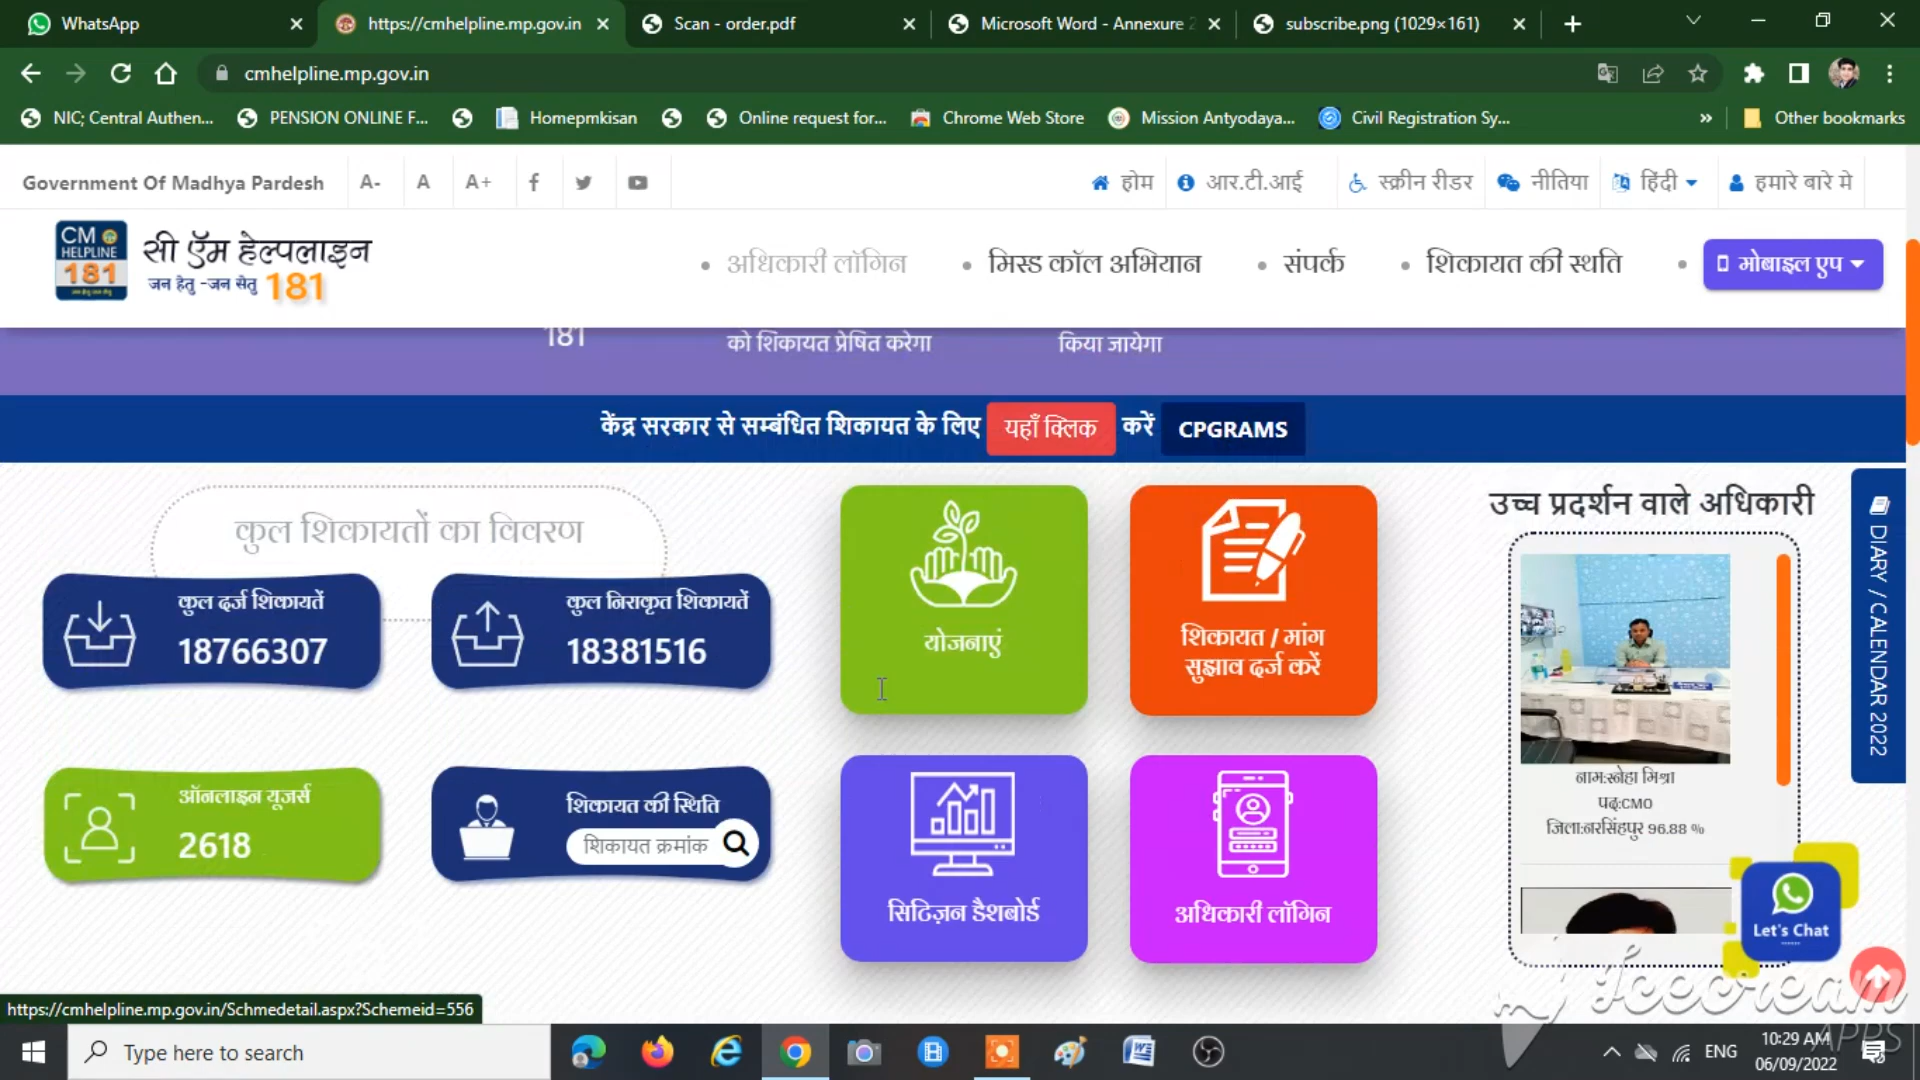 WhatsApp
https://cmhelpline.mp.gov.in
Scan - order.pdf
Microsoft Word - Annexure 2
subscribe.png (1029×161)
cmhelpline.mp.gov.in
NIC; Central Authen...
PENSION ONLINE F...
Homepmkisan
Online request for...
Chrome Web Store
Mission Antyodaya...
Civil Registration Sy...
»
Other bookmarks
Government Of Madhya Pardesh
A-
A
A+
होम
आर.टी.आई
स्क्रीन रीडर
नीतिया
हिंदी
हमारे बारे मे
CM
HELPLINE
181
सी ऍम हेल्पलाइन
जन हेतु -जन सेतु 181
अधिकारी लॉगिन
मिस्ड कॉल अभियान
संपर्क
शिकायत की स्थति
मोबाइल एप
181
को शिकायत प्रेषित करेगा
किया जायेगा
केंद्र सरकार से सम्बंधित शिकायत के लिए यहाँ क्लिक करें CPGRAMS
कुल शिकायतों का विवरण
कुल दर्ज शिकायतें
18766307
कुल निराकृत शिकायतें
18381516
ऑनलाइन यूजर्स
2618
शिकायत की स्थिति
शिकायत क्रमांक
योजनाएं
शिकायत / मांग
सुझाव दर्ज करें
सिटिज़न डैशबोर्ड
अधिकारी लॉगिन
उच्च प्रदर्शन वाले अधिकारी
नाम:स्नेहा मिश्रा
पद:CMO
जिला:नरसिंहपुर 96.88 %
DIARY / CALENDAR 2022
Let's Chat
Icecream
APPS
https://cmhelpline.mp.gov.in/Schmedetail.aspx?Schemeid=556
Type here to search
ENG
10:29 AM
06/09/2022